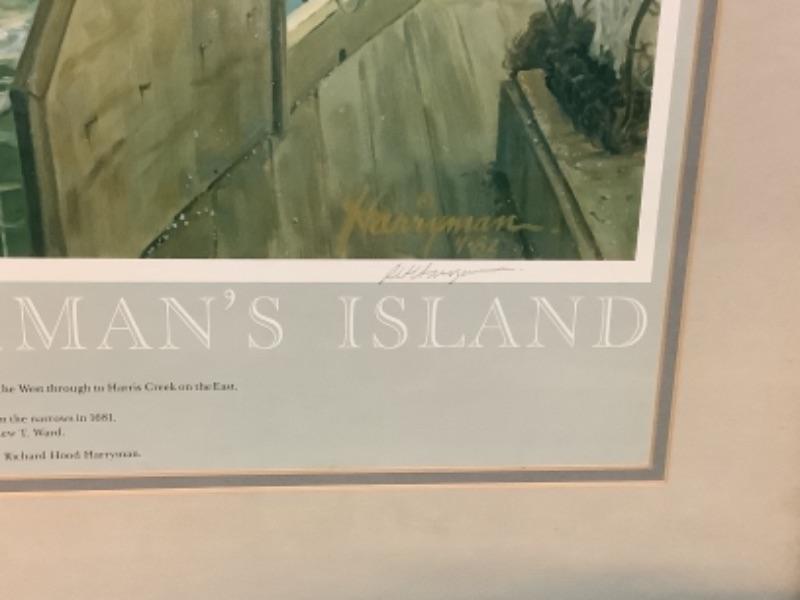 Harryman
MAN'S ISLAND
the West through to Harris Creek on the East.
the narrows in 1681.
T. Ward.
Richard Hood Harryman.